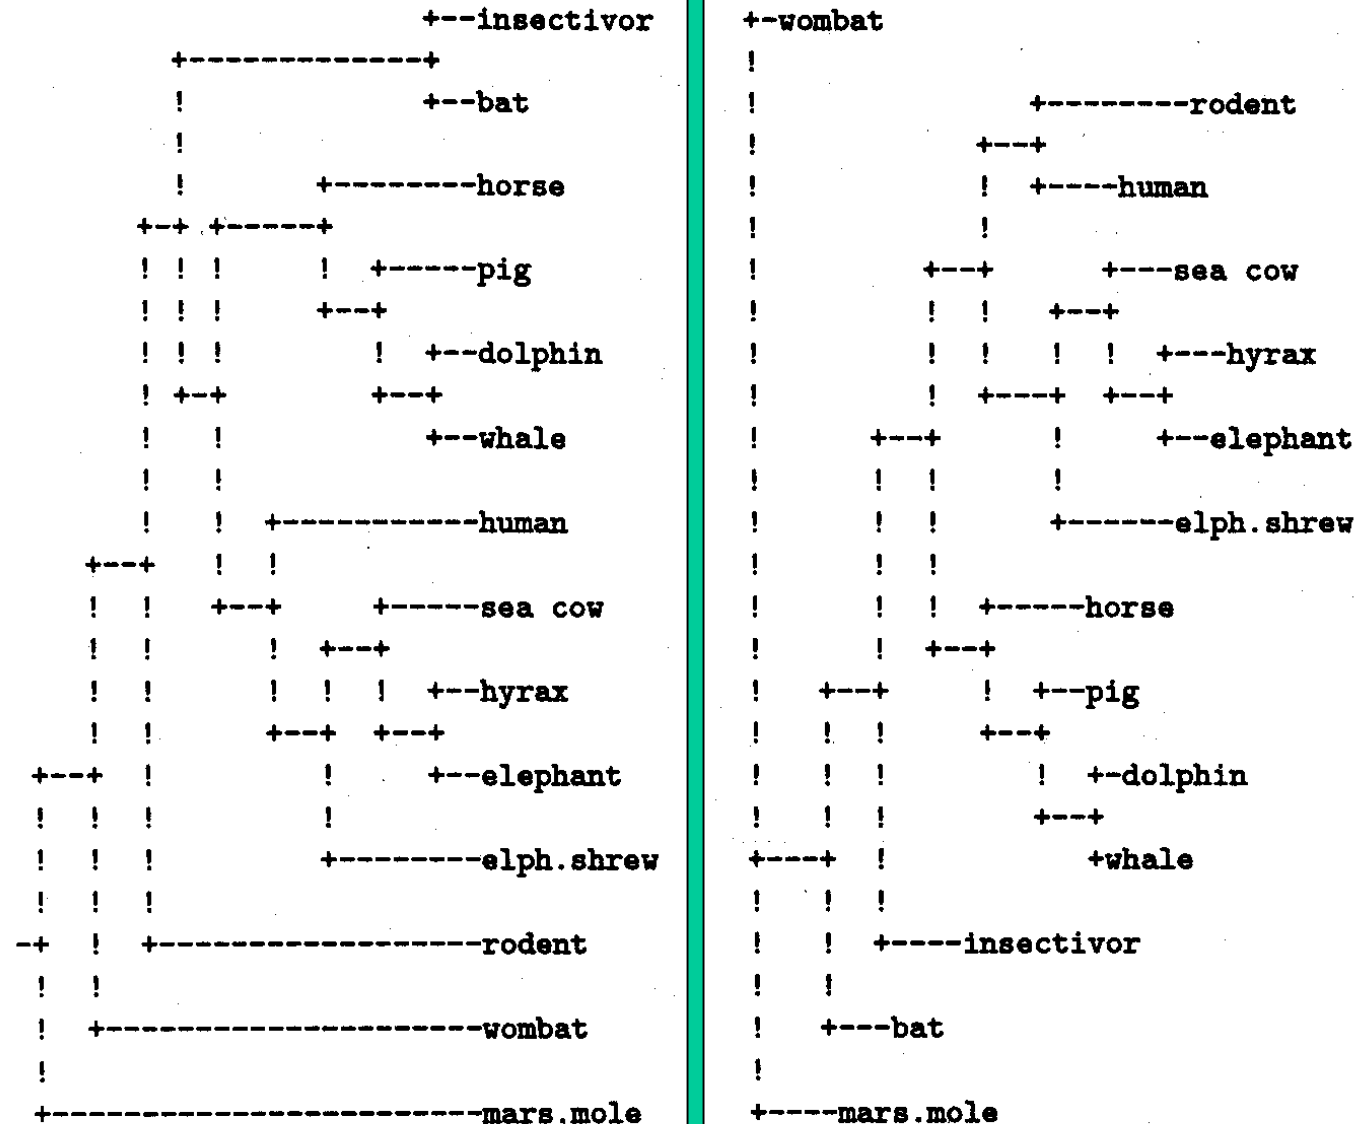 insectivor
bat
horse
pig
dolphin
whale
human
sea cow
hyrax
elephant
elph.shrew
rodent
wombat
mars.mole
wombat
rodent
human
sea cow
hyrax
elephant
elph.shrew
horse
pig
dolphin
whale
insectivor
bat
mars.mole